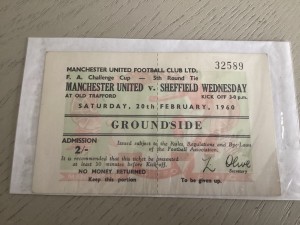 MANCHESTER UNITED FOOTBALL CLUB LTD.
32589
F. A. Challenge Cup — 5th Round Tie
MANCHESTER UNITED v. SHEFFIELD WEDNESDAY
AT OLD TRAFFORD KICK OFF 3-0 p.m.
SATURDAY, 20th FEBRUARY, 1960
GROUNDSIDE
ADMISSION
2/-
Issued subject to the Rules, Regulations and Bye-Laws
of the Football Association.
It is recommended that this ticket be presented
at least 30 minutes before Kick-off.
NO MONEY RETURNED
Keep this portion
L Olive
Secretary
To be given up.